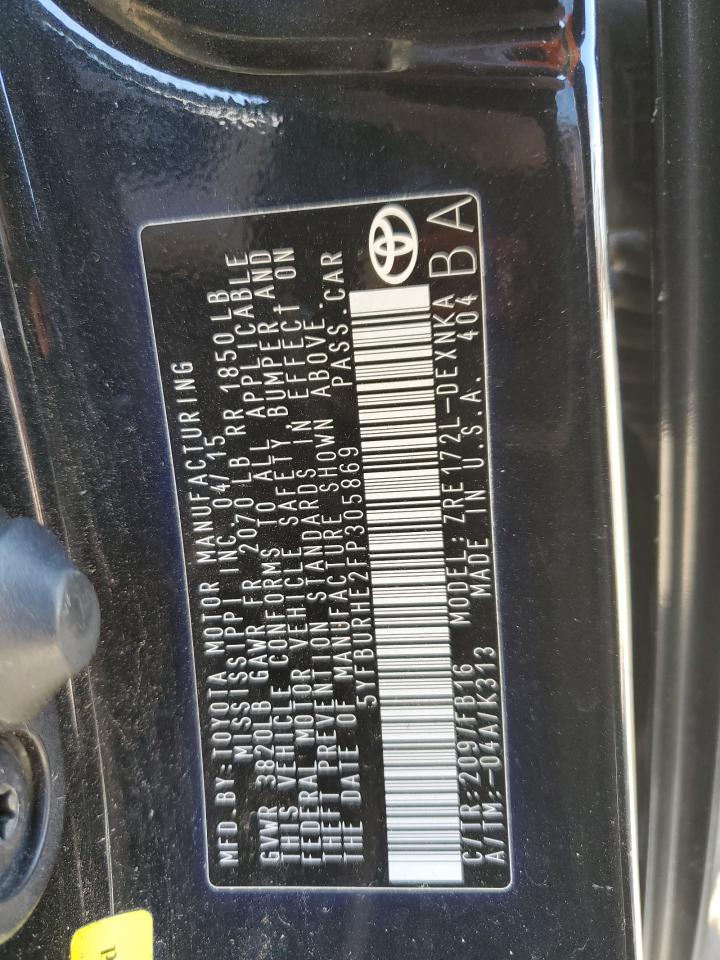 MFD.BY:TOYOTA MOTOR MANUFACTURING
MISSISSIPPI INC. 04/15
GVWR 3820LB GAWR FR 2070 LB RR 1850 LB
THIS VEHICLE CONFORMS TO ALL APPLICABLE
FEDERAL MOTOR VEHICLE SAFETY, BUMPER AND
THEFT PREVENTION STANDARDS IN EFFECT ON
THE DATE OF MANUFACTURE SHOWN ABOVE.
5YFBURHE2FP305869 PASS.CAR
C/TR:209/FB16 MODEL:ZRE172L-DEXNKA
A/TM:-04A/K313 MADE IN U.S.A. 404
BA